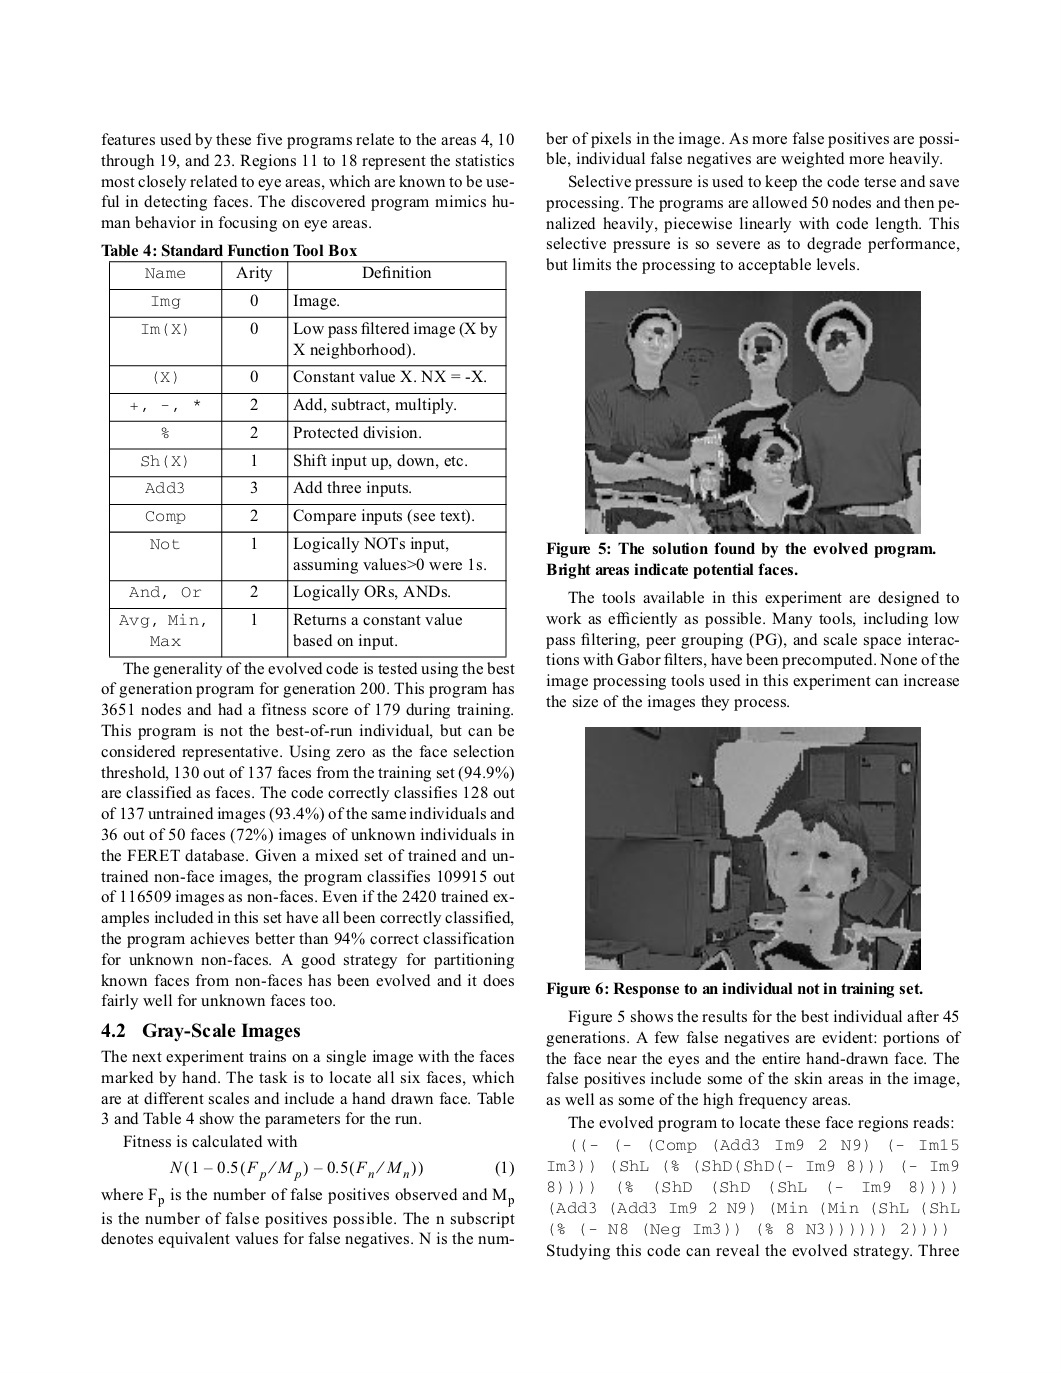 features used by these five programs relate to the areas 4, 10
through 19, and 23. Regions 11 to 18 represent the statistics
most closely related to eye areas, which are known to be use-
ful in detecting faces. The discovered program mimics hu-
man behavior in focusing on eye areas.
Table 4: Standard Function Tool Box
Name Arity Definition
Img 0 Image.
Im(X) 0 Low pass filtered image (X by
X neighborhood).
(X) 0 Constant value X. NX = -X.
+, -, * 2 Add, subtract, multiply.
% 2 Protected division.
Sh(X) 1 Shift input up, down, etc.
Add3 3 Add three inputs.
Comp 2 Compare inputs (see text).
Not 1 Logically NOTs input,
assuming values>0 were 1s.
And, Or 2 Logically ORs, ANDs.
Avg, Min, 1 Returns a constant value
Max based on input.
The generality of the evolved code is tested using the best
of generation program for generation 200. This program has
3651 nodes and had a fitness score of 179 during training.
This program is not the best-of-run individual, but can be
considered representative. Using zero as the face selection
threshold, 130 out of 137 faces from the training set (94.9%)
are classified as faces. The code correctly classifies 128 out
of 137 untrained images (93.4%) of the same individuals and
36 out of 50 faces (72%) images of unknown individuals in
the FERET database. Given a mixed set of trained and un-
trained non-face images, the program classifies 109915 out
of 116509 images as non-faces. Even if the 2420 trained ex-
amples included in this set have all been correctly classified,
the program achieves better than 94% correct classification
for unknown non-faces. A good strategy for partitioning
known faces from non-faces has been evolved and it does
fairly well for unknown faces too.
4.2 Gray-Scale Images
The next experiment trains on a single image with the faces
marked by hand. The task is to locate all six faces, which
are at different scales and include a hand drawn face. Table
3 and Table 4 show the parameters for the run.
Fitness is calculated with
N(1 – 0.5(Fp/Mp) – 0.5(Fn/Mn)) (1)
where Fp is the number of false positives observed and Mp
is the number of false positives possible. The n subscript
denotes equivalent values for false negatives. N is the num-
ber of pixels in the image. As more false positives are possi-
ble, individual false negatives are weighted more heavily.
Selective pressure is used to keep the code terse and save
processing. The programs are allowed 50 nodes and then pe-
nalized heavily, piecewise linearly with code length. This
selective pressure is so severe as to degrade performance,
but limits the processing to acceptable levels.
Figure 5: The solution found by the evolved program.
Bright areas indicate potential faces.
The tools available in this experiment are designed to
work as efficiently as possible. Many tools, including low
pass filtering, peer grouping (PG), and scale space interac-
tions with Gabor filters, have been precomputed. None of the
image processing tools used in this experiment can increase
the size of the images they process.
Figure 6: Response to an individual not in training set.
Figure 5 shows the results for the best individual after 45
generations. A few false negatives are evident: portions of
the face near the eyes and the entire hand-drawn face. The
false positives include some of the skin areas in the image,
as well as some of the high frequency areas.
The evolved program to locate these face regions reads:
((- (- (Comp (Add3 Im9 2 N9) (- Im15
Im3)) (ShL (% (ShD(ShD(- Im9 8))) (- Im9
8)))) (% (ShD (ShD (ShL (- Im9 8))))
(Add3 (Add3 Im9 2 N9) (Min (Min (ShL (ShL
(% (- N8 (Neg Im3)) (% 8 N3)))))) 2))))
Studying this code can reveal the evolved strategy. Three